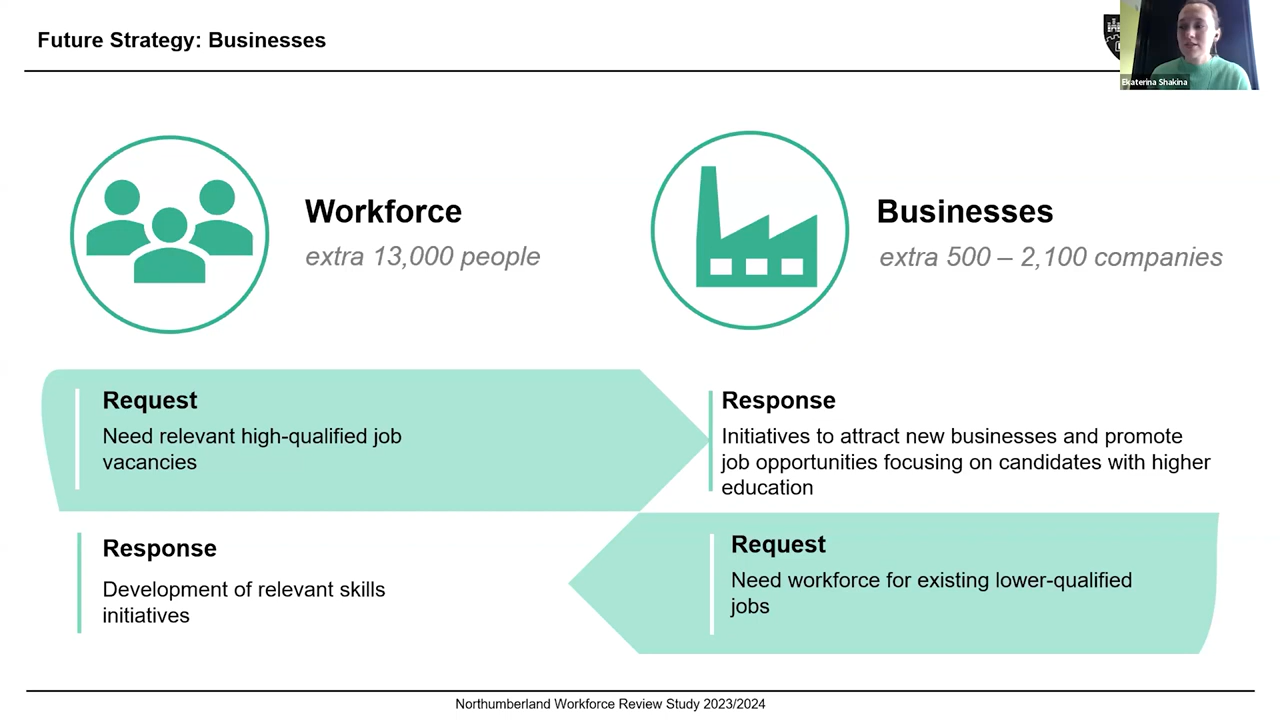 Future Strategy: Businesses
Ekaterina Shakina
Workforce
extra 13,000 people
Businesses
extra 500 – 2,100 companies
Request
Need relevant high-qualified job
vacancies
Response
Initiatives to attract new businesses and promote
job opportunities focusing on candidates with higher
education
Response
Development of relevant skills
initiatives
Request
Need workforce for existing lower-qualified
jobs
Northumberland Workforce Review Study 2023/2024